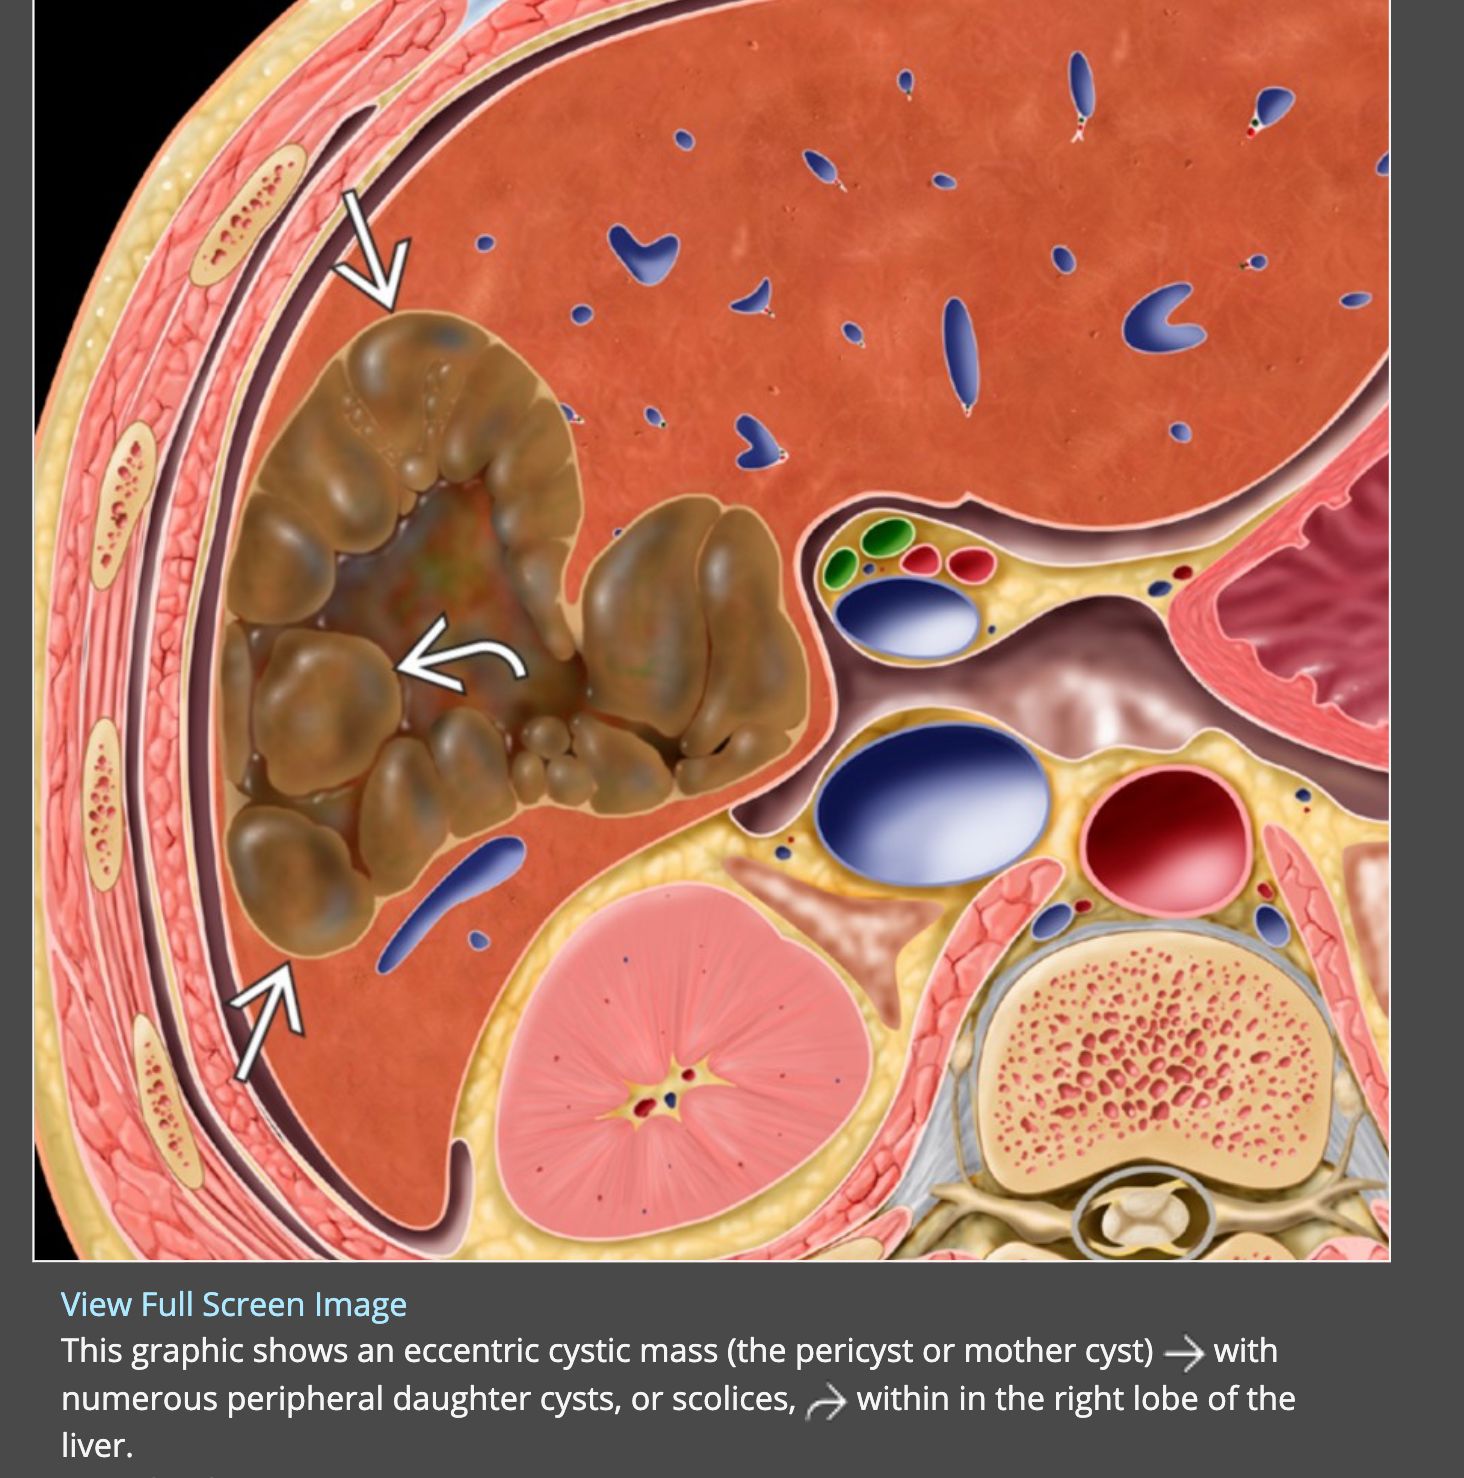 View Full Screen Image
This graphic shows an eccentric cystic mass (the pericyst or mother cyst) → with
numerous peripheral daughter cysts, or scolices, ↷ within in the right lobe of the
liver.